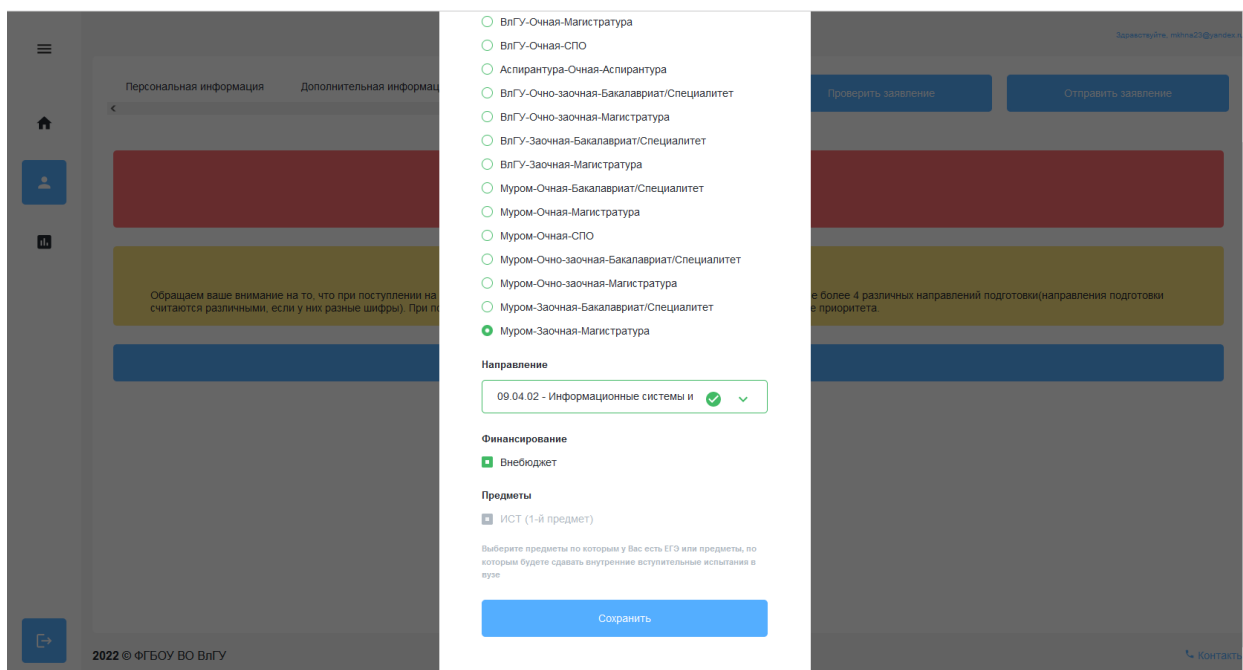 ВлГУ-Очная-Магистратура
ВлГУ-Очная-СПО
Аспирантура-Очная-Аспирантура
ВлГУ-Очно-заочная-Бакалавриат/Специалитет
ВлГУ-Очно-заочная-Магистратура
ВлГУ-Заочная-Бакалавриат/Специалитет
ВлГУ-Заочная-Магистратура
Муром-Очная-Бакалавриат/Специалитет
Муром-Очная-Магистратура
Муром-Очная-СПО
Муром-Очно-заочная-Бакалавриат/Специалитет
Муром-Очно-заочная-Магистратура
Муром-Заочная-Бакалавриат/Специалитет
Муром-Заочная-Магистратура
Направление
09.04.02 - Информационные системы и
Финансирование
Внебюджет
Предметы
ИСТ (1-й предмет)
Выберите предметы по которым у Вас есть ЕГЭ или предметы, по
которым будете сдавать внутренние вступительные испытания в
вузе
Сохранить
Здравствуйте,
Персональная информация
Дополнительная информац
Проверить заявление
Отправить заявление
Обращаем ваше внимание на то, что при поступлении на
е более 4 различных направлений подготовки(направления подготовки
считаются различными, если у них разные шифры). При по
е приоритета.
2022 © ФГБОУ ВО ВлГУ
Контакты